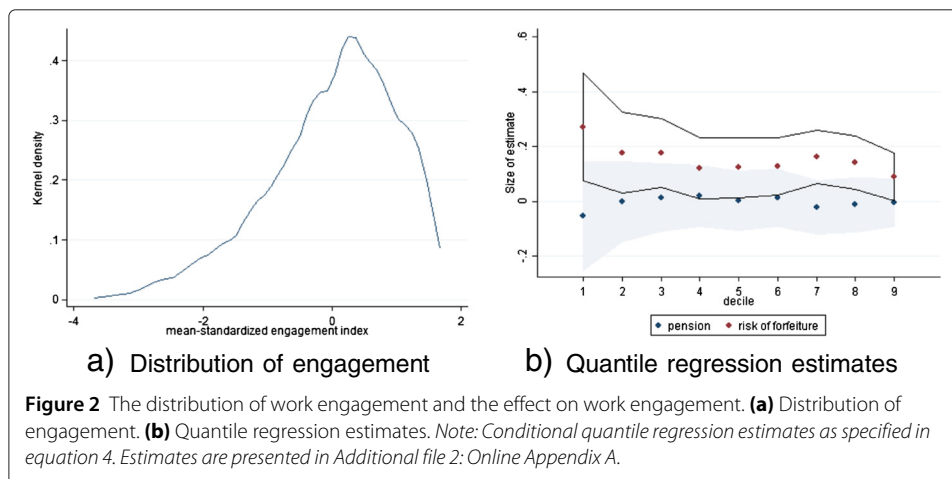 Kernel density
.4
.3
.2
.1
0
-4
-2
0
2
mean-standardized engagement index
a) Distribution of engagement
Size of estimate
.6
.4
.2
0
-.2
1 2 3 4 5 6 7 8 9
decile
pension risk of forfeiture
b) Quantile regression estimates
Figure 2 The distribution of work engagement and the effect on work engagement. (a) Distribution of
engagement. (b) Quantile regression estimates. Note: Conditional quantile regression estimates as specified in
equation 4. Estimates are presented in Additional file 2: Online Appendix A.